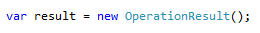 var result = new OperationResult();